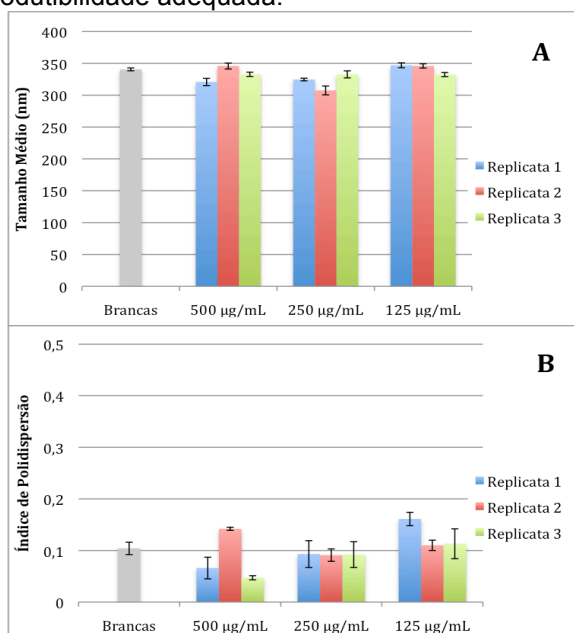 odutibilidade adequada.
400
350
300
250
200
150
100
50
0
Tamanho Médio (nm)
A
Replicata 1
Replicata 2
Replicata 3
Brancas 500 µg/mL 250 µg/mL 125 µg/mL
0,5
0,4
0,3
0,2
0,1
0
Índice de Polidispersão
B
Replicata 1
Replicata 2
Replicata 3
Brancas 500 µg/mL 250 µg/mL 125 µg/mL